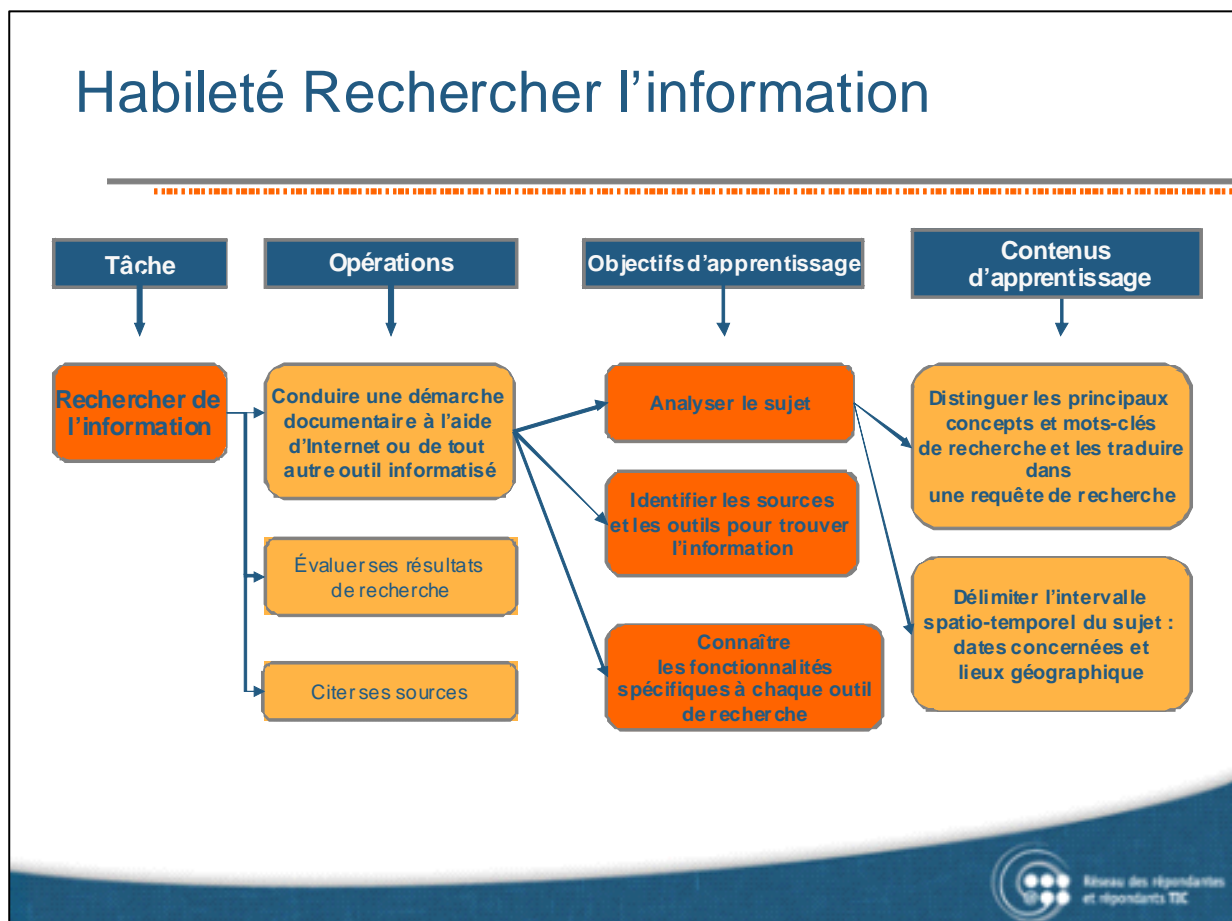 Habileté Rechercher l'information
Tâche
Opérations
Objectifs d'apprentissage
Contenus
d'apprentissage
Rechercher de
l'information
Conduire une démarche
documentaire à l'aide
d'Internet ou de tout
autre outil informatisé
Évaluer ses résultats
de recherche
Citer ses sources
Analyser le sujet
Identifier les sources
et les outils pour trouver
l'information
Connaître
les fonctionnalités
spécifiques à chaque outil
de recherche
Distinguer les principaux
concepts et mots-clés
de recherche et les traduire
dans
une requête de recherche
Délimiter l'intervalle
spatio-temporel du sujet :
dates concernées et
lieux géographique
Réseau des répondantes
et répondants TIC